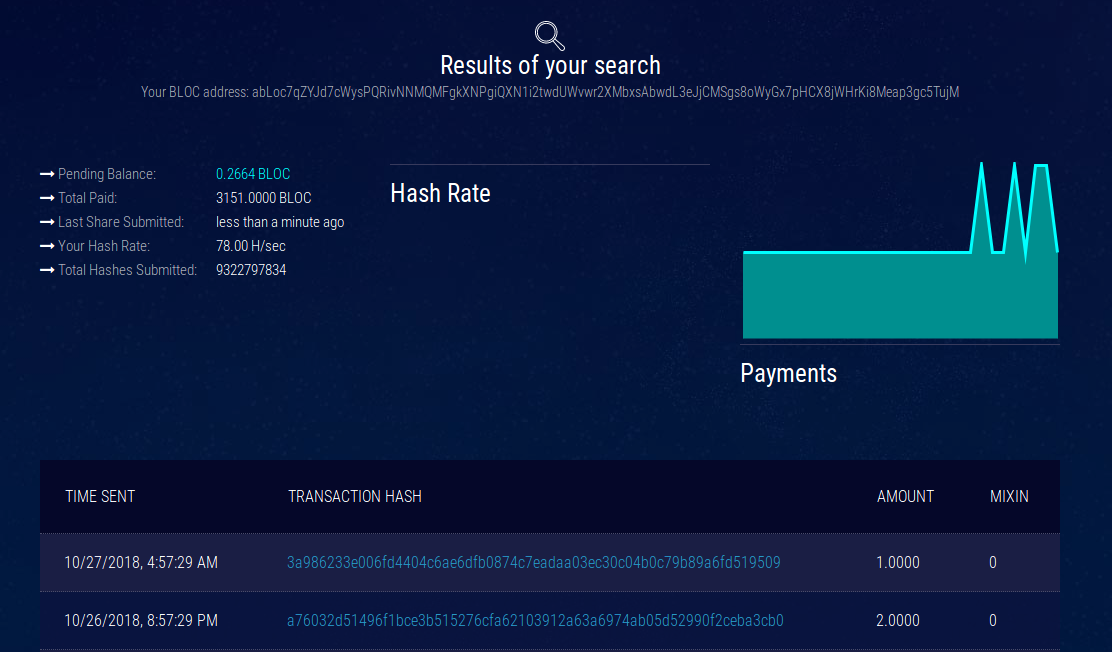 Results of your search
Your BLOC address: abLoc7qZYJd7cWysPQRivNNMQMFgkXNPgiQXN1i2twdUWvwr2XMbxsAbwdL3eJjCMSgs8oWyGx7pHCX8jWHrKi8Meap3gc5TujM
Pending Balance: 0.2664 BLOC
Total Paid: 3151.0000 BLOC
Last Share Submitted: less than a minute ago
Your Hash Rate: 78.00 H/sec
Total Hashes Submitted: 9322797834
Hash Rate
Payments
TIME SENT TRANSACTION HASH AMOUNT MIXIN
10/27/2018, 4:57:29 AM 3a986233e006fd4404c6ae6dfb0874c7eadaa03ec30c04b0c79b89a6fd519509 1.0000 0
10/26/2018, 8:57:29 PM a76032d51496f1bce3b515276cfa62103912a63a6974ab05d52990f2ceba3cb0 2.0000 0